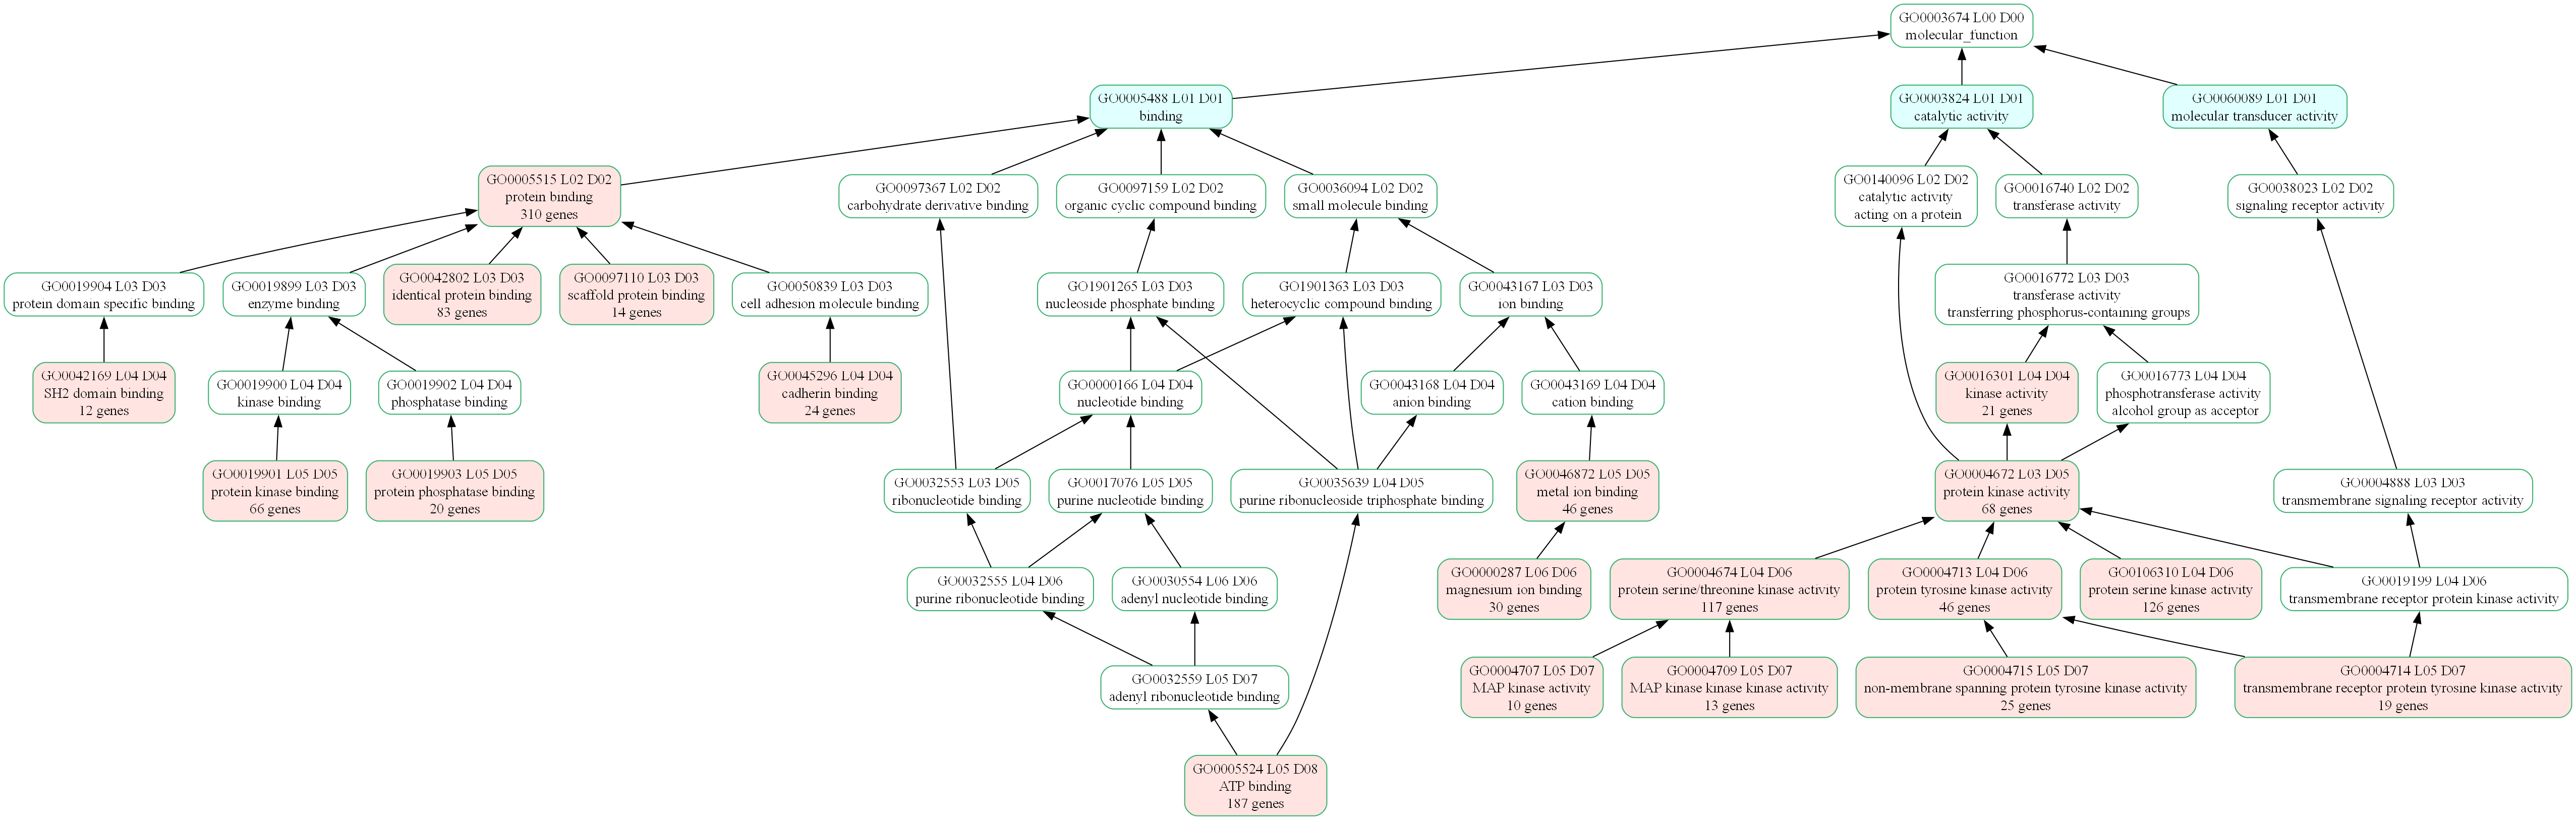 GO0003674 L00 D00
molecular_function
GO0005488 L01 D01
binding
GO0003824 L01 D01
catalytic activity
GO0060089 L01 D01
molecular transducer activity
GO0005515 L02 D02
protein binding
310 genes
GO0097367 L02 D02
carbohydrate derivative binding
GO0097159 L02 D02
organic cyclic compound binding
GO0036094 L02 D02
small molecule binding
GO0140096 L02 D02
catalytic activity
acting on a protein
GO0016740 L02 D02
transferase activity
GO0038023 L02 D02
signaling receptor activity
GO0019904 L03 D03
protein domain specific binding
GO0019899 L03 D03
enzyme binding
GO0042802 L03 D03
identical protein binding
83 genes
GO0097110 L03 D03
scaffold protein binding
14 genes
GO0050839 L03 D03
cell adhesion molecule binding
GO1901265 L03 D03
nucleoside phosphate binding
GO1901363 L03 D03
heterocyclic compound binding
GO0043167 L03 D03
ion binding
GO0016772 L03 D03
transferase activity
transferring phosphorus-containing groups
GO0042169 L04 D04
SH2 domain binding
12 genes
GO0019900 L04 D04
kinase binding
GO0019902 L04 D04
phosphatase binding
GO0045296 L04 D04
cadherin binding
24 genes
GO0000166 L04 D04
nucleotide binding
GO0043168 L04 D04
anion binding
GO0043169 L04 D04
cation binding
GO0016301 L04 D04
kinase activity
21 genes
GO0016773 L04 D04
phosphotransferase activity
alcohol group as acceptor
GO0019901 L05 D05
protein kinase binding
66 genes
GO0019903 L05 D05
protein phosphatase binding
20 genes
GO0032553 L03 D05
ribonucleotide binding
GO0017076 L05 D05
purine nucleotide binding
GO0035639 L04 D05
purine ribonucleoside triphosphate binding
GO0046872 L05 D05
metal ion binding
46 genes
GO0004672 L03 D05
protein kinase activity
68 genes
GO0004888 L03 D03
transmembrane signaling receptor activity
GO0032555 L04 D06
purine ribonucleotide binding
GO0030554 L06 D06
adenyl nucleotide binding
GO0000287 L06 D06
magnesium ion binding
30 genes
GO0004674 L04 D06
protein serine/threonine kinase activity
117 genes
GO0004713 L04 D06
protein tyrosine kinase activity
46 genes
GO0106310 L04 D06
protein serine kinase activity
126 genes
GO0019199 L04 D06
transmembrane receptor protein kinase activity
GO0032559 L05 D07
adenyl ribonucleotide binding
GO0004707 L05 D07
MAP kinase activity
10 genes
GO0004709 L05 D07
MAP kinase kinase kinase activity
13 genes
GO0004715 L05 D07
non-membrane spanning protein tyrosine kinase activity
25 genes
GO0004714 L05 D07
transmembrane receptor protein tyrosine kinase activity
19 genes
GO0005524 L05 D08
ATP binding
187 genes